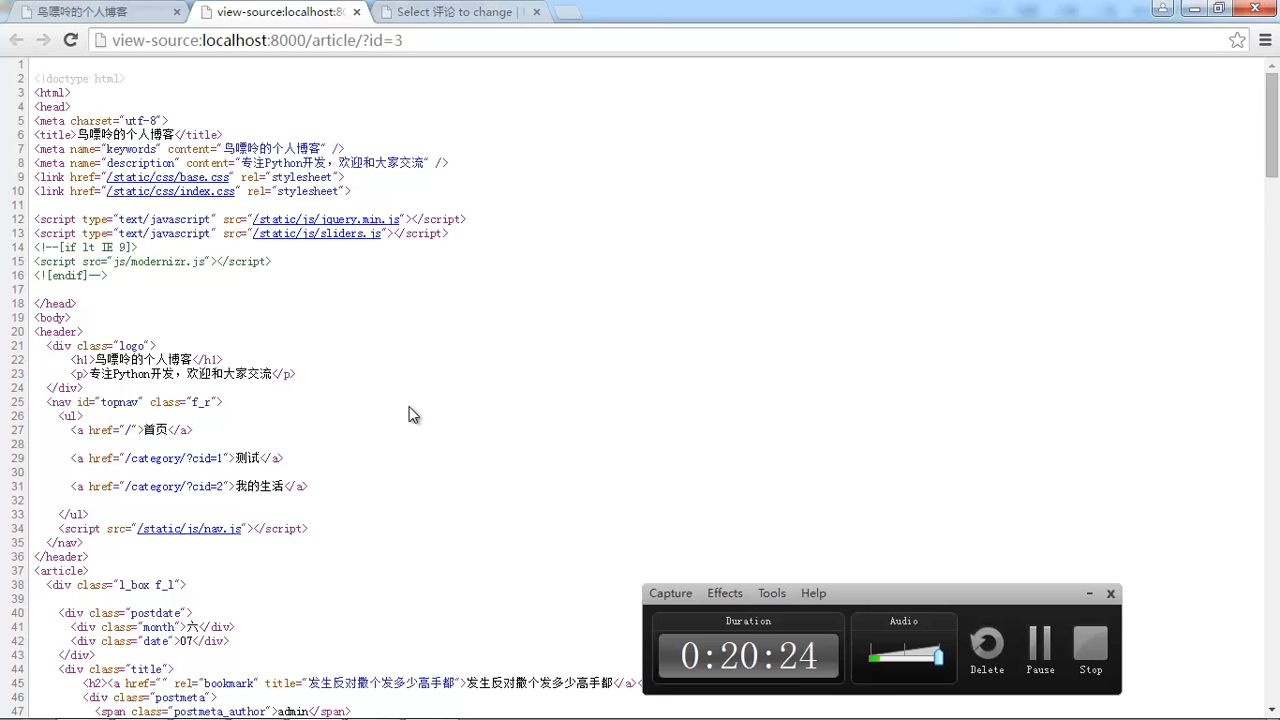 鸟嘌呤的个人博客
view-source:localhost:8
Select 评论 to change |
view-source:localhost:8000/article/?id=3
1
2 <!doctype html>
3 <html>
4 <head>
5 <meta charset="utf-8">
6 <title>鸟嘌呤的个人博客</title>
7 <meta name="keywords" content="鸟嘌呤的个人博客" />
8 <meta name="description" content="专注Python开发，欢迎和大家交流" />
9 <link href="/static/css/base.css" rel="stylesheet">
10 <link href="/static/css/index.css" rel="stylesheet">
11
12 <script type="text/javascript" src="/static/js/jquery.min.js"></script>
13 <script type="text/javascript" src="/static/js/sliders.js"></script>
14 <!--[if lt IE 9]>
15 <script src="js/modernizr.js"></script>
16 <![endif]-->
17
18 </head>
19 <body>
20 <header>
21 <div class="logo">
22 <h1>鸟嘌呤的个人博客</h1>
23 <p>专注Python开发，欢迎和大家交流</p>
24 </div>
25 <nav id="topnav" class="f_r">
26 <ul>
27 <a href="/">首页</a>
28
29 <a href="/category/?cid=1">测试</a>
30
31 <a href="/category/?cid=2">我的生活</a>
32
33 </ul>
34 <script src="/static/js/nav.js"></script>
35 </nav>
36 </header>
37 <article>
38 <div class="l_box f_l">
39
40 <div class="postdate">
41 <div class="month">六</div>
42 <div class="date">07</div>
43 </div>
44 <div class="title">
45 <h2><a href="" rel="bookmark" title="发生反对搬个发多少高手都">发生反对搬个发多少高手都</a><
46 <div class="postmeta">
47 <span class="postmeta_author">admin</span>
Capture Effects Tools Help
Duration
Audio
0:20:24
Delete Pause Stop